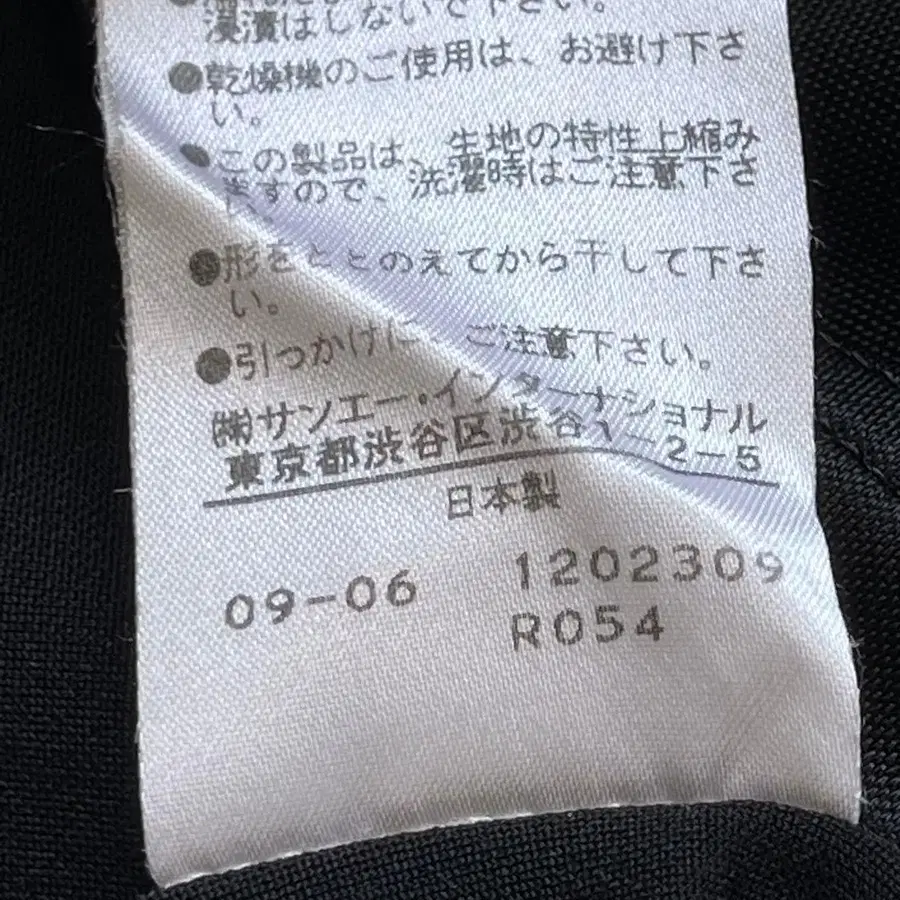 浸漬はしないで下さい。
●乾燥機のご使用は、お避け下さ
い。
●この製品は、生地の特性上縮み
ますので、洗濯時はご注意下さ
い。
●形をととのえてから干して下さ
い。
●引っかけに、ご注意下さい。
㈱サンエー・インターナショナル
東京都渋谷区渋谷1-2-5
日本製
09-06 1202309
R054